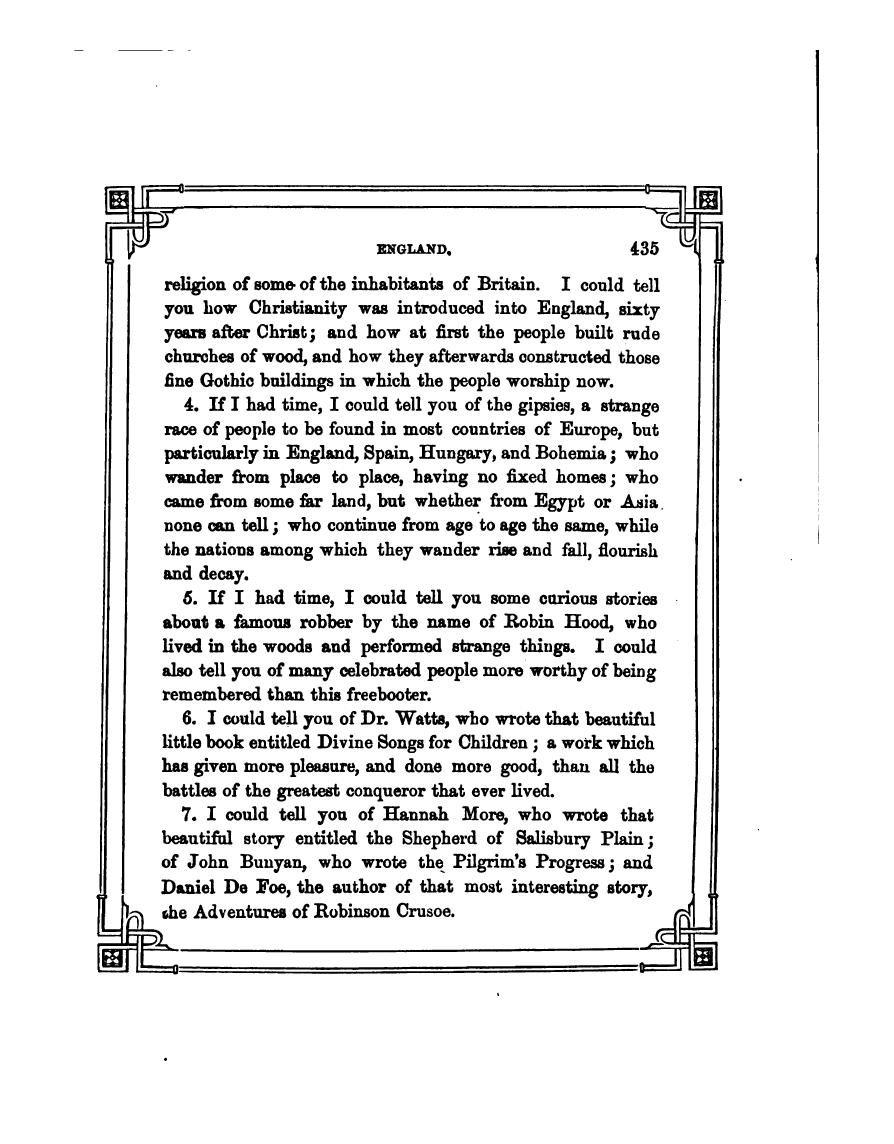 ENGLAND. 435
religion of some of the inhabitants of Britain. I could tell
you how Christianity was introduced into England, sixty
years after Christ; and how at first the people built rude
churches of wood, and how they afterwards constructed those
fine Gothic buildings in which the people worship now.
4. If I had time, I could tell you of the gipsies, a strange
race of people to be found in most countries of Europe, but
particularly in England, Spain, Hungary, and Bohemia; who
wander from place to place, having no fixed homes; who
came from some far land, but whether from Egypt or Asia
none can tell; who continue from age to age the same, while
the nations among which they wander rise and fall, flourish
and decay.
5. If I had time, I could tell you some curious stories
about a famous robber by the name of Robin Hood, who
lived in the woods and performed strange things. I could
also tell you of many celebrated people more worthy of being
remembered than this freebooter.
6. I could tell you of Dr. Watts, who wrote that beautiful
little book entitled Divine Songs for Children; a work which
has given more pleasure, and done more good, than all the
battles of the greatest conqueror that ever lived.
7. I could tell you of Hannah More, who wrote that
beautiful story entitled the Shepherd of Salisbury Plain;
of John Bunyan, who wrote the Pilgrim's Progress; and
Daniel De Foe, the author of that most interesting story,
the Adventures of Robinson Crusoe.